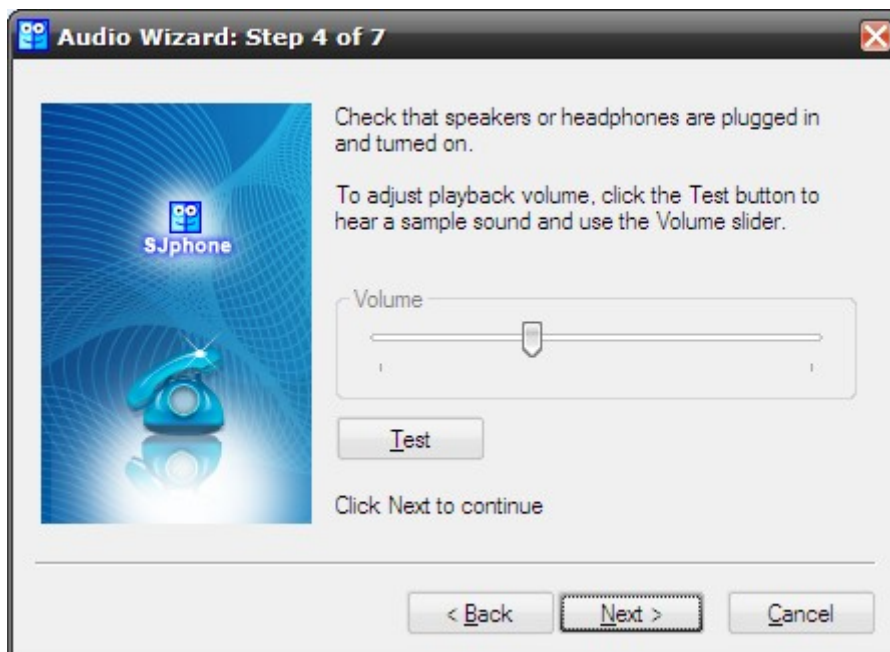 Audio Wizard: Step 4 of 7
SJphone
Check that speakers or headphones are plugged in
and turned on.
To adjust playback volume, click the Test button to
hear a sample sound and use the Volume slider.
Volume
Test
Click Next to continue
< Back
Next >
Cancel